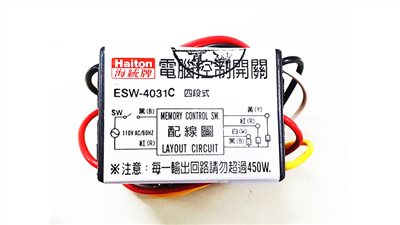 Haiton
海統牌
電腦控制開關
ESW-4031C 四段式
SW
黑(B)
110V AC/60HZ
紅(R)
MEMORY CONTROL SW.
配線圖
LAYOUT CIRCUIT
黃(Y)
紅(R)
白(W)
黑(B)
※注意：每一輸出回路請勿超過450W.